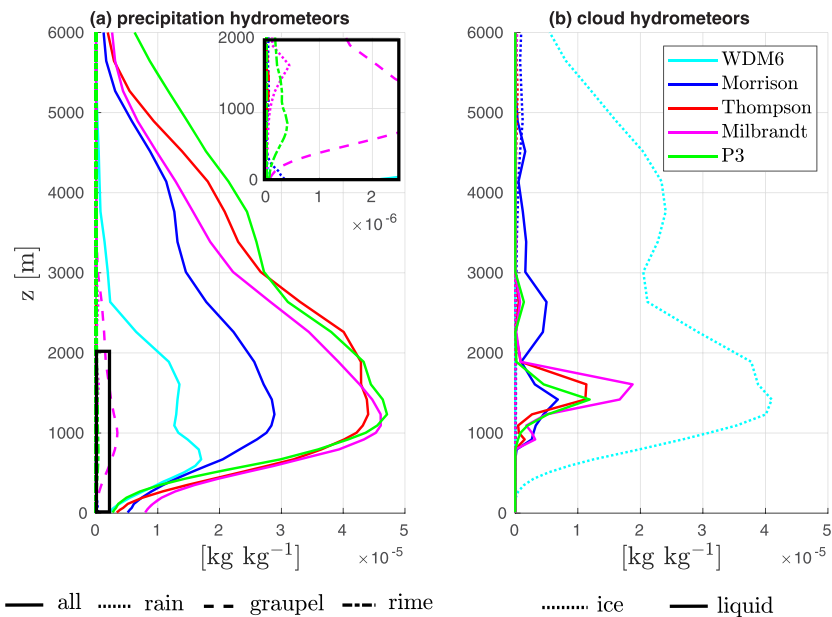 (a) precipitation hydrometeors
(b) cloud hydrometeors
6000
5000
4000
3000
2000
1000
0
z [m]
0
1
2
3
4
5
[kg kg⁻¹]
×10⁻⁵
2000
1000
0
0
1
2
×10⁻⁶
6000
5000
4000
3000
2000
1000
0
0
1
2
3
4
5
[kg kg⁻¹]
×10⁻⁵
WDM6
Morrison
Thompson
Milbrandt
P3
all rain graupel rime
ice liquid